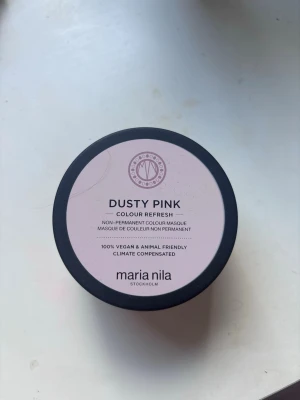 DUSTY PINK
COLOUR REFRESH
NON-PERMANENT COLOUR MASQUE
MASQUE DE COULEUR NON PERMANENT
100% VEGAN & ANIMAL FRIENDLY
CLIMATE COMPENSATED
maria nila
STOCKHOLM